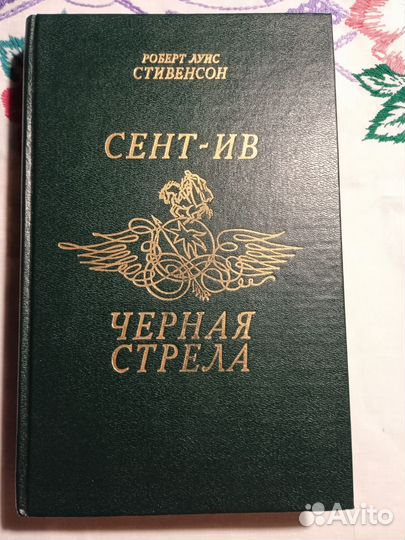 РОБЕРТ ЛУИС
СТИВЕНСОН
СЕНТ-ИВ
ЧЕРНАЯ
СТРЕЛА
Avito